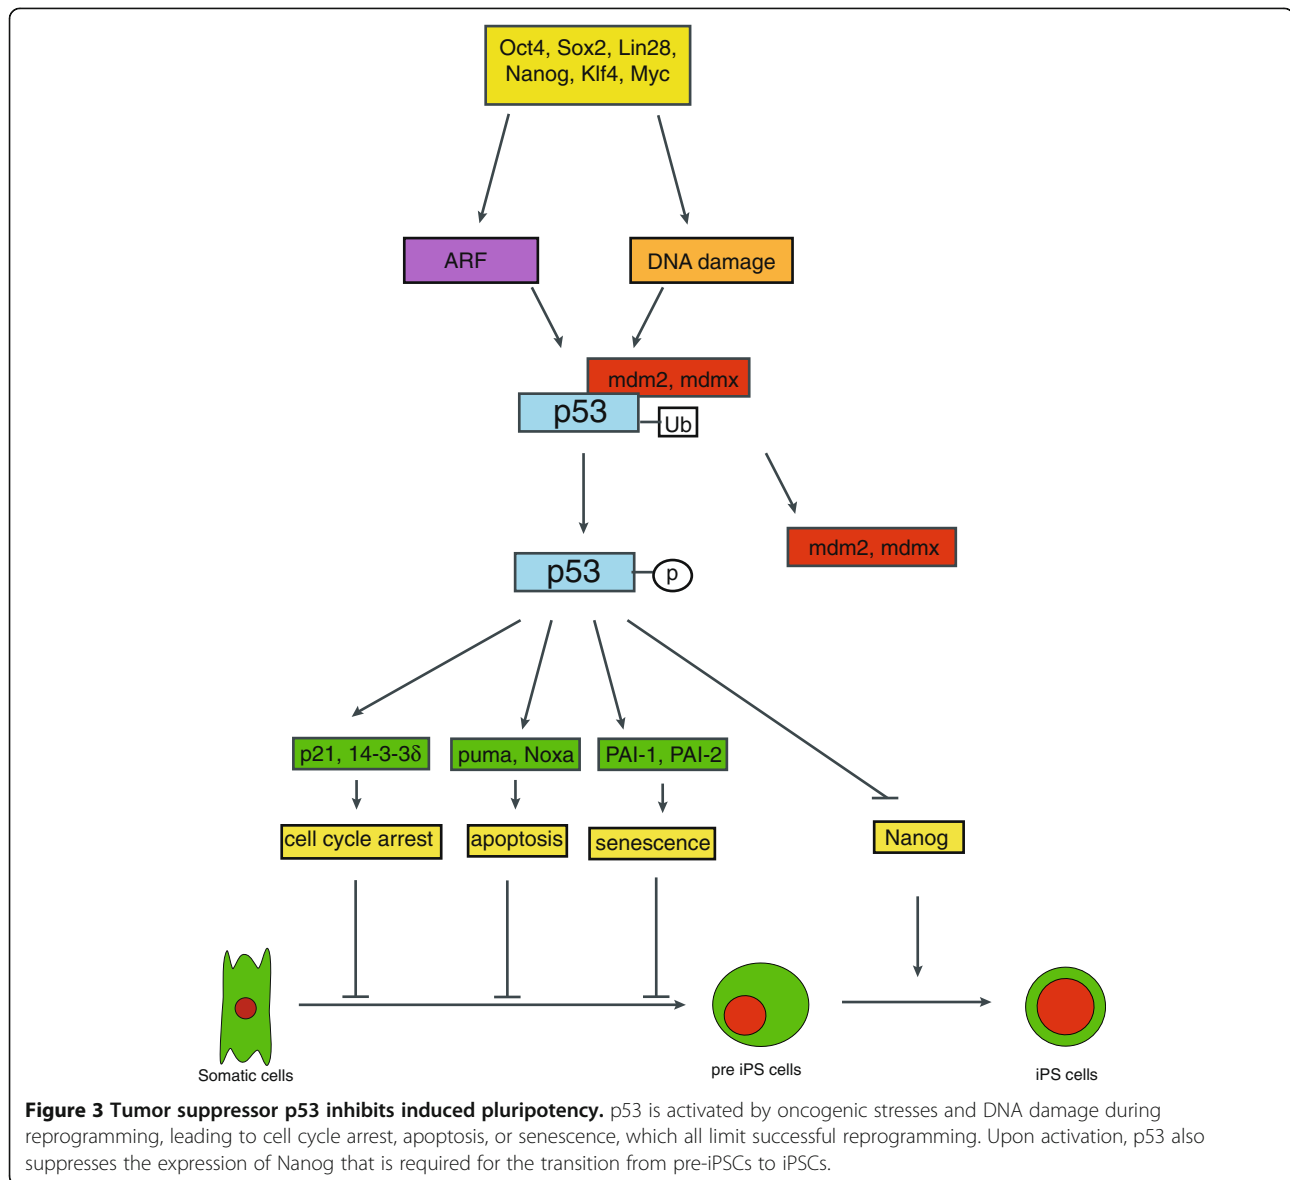 Oct4, Sox2, Lin28,
Nanog, Klf4, Myc
ARF
DNA damage
mdm2, mdmx
p53
Ub
mdm2, mdmx
p53
p
p21, 14-3-3δ
puma, Noxa
PAI-1, PAI-2
cell cycle arrest
apoptosis
senescence
Nanog
Somatic cells
pre iPS cells
iPS cells
Figure 3 Tumor suppressor p53 inhibits induced pluripotency. p53 is activated by oncogenic stresses and DNA damage during
reprogramming, leading to cell cycle arrest, apoptosis, or senescence, which all limit successful reprogramming. Upon activation, p53 also
suppresses the expression of Nanog that is required for the transition from pre-iPSCs to iPSCs.